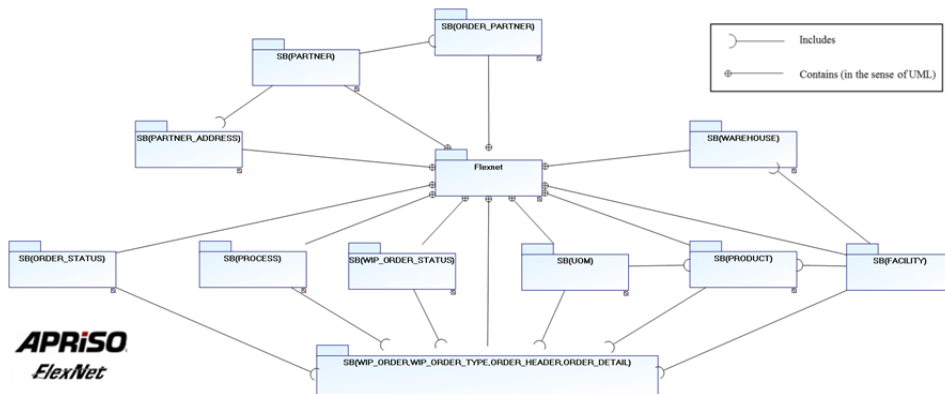 SB(ORDER_PARTNER)
SB(PARTNER)
Includes
Contains (in the sense of UML)
SB(PARTNER_ADDRESS)
SB(WAREHOUSE)
Flexnet
SB(ORDER_STATUS)
SB(PROCESS)
SB(WIP_ORDER_STATUS)
SB(UOM)
SB(PRODUCT)
SB(FACILITY)
APRiSO
FlexNet
SB(WIP_ORDER,WIP_ORDER_TYPE,ORDER_HEADER,ORDER_DETAIL)